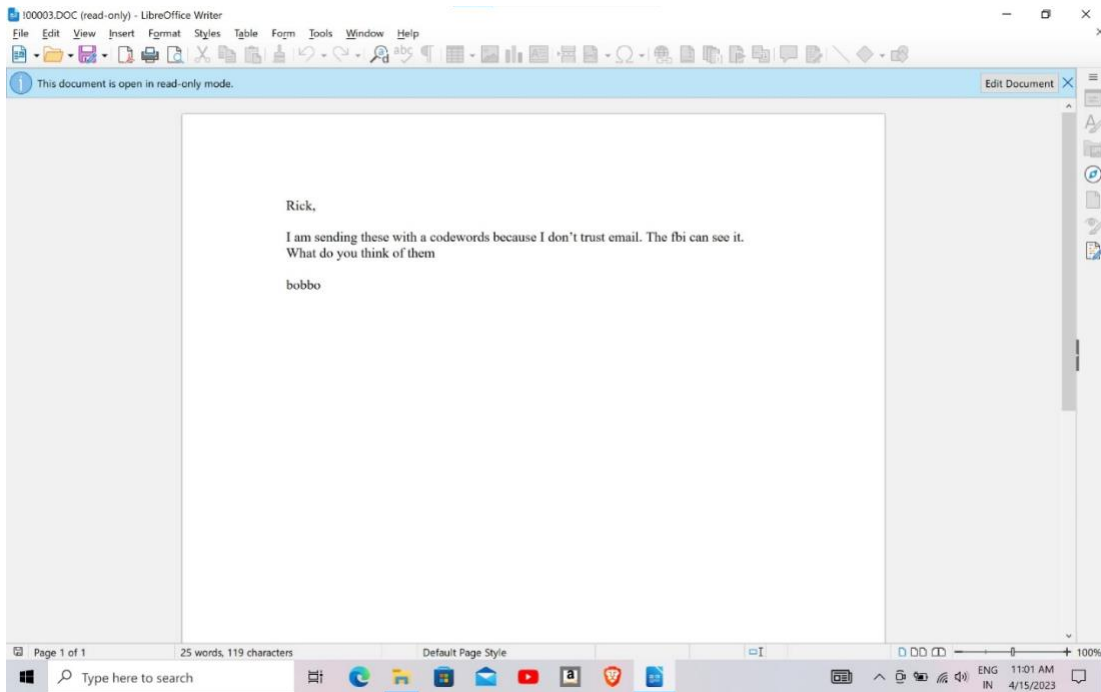 !00003.DOC (read-only) - LibreOffice Writer
File Edit View Insert Format Styles Table Form Tools Window Help
This document is open in read-only mode.
Edit Document
Rick,
I am sending these with a codewords because I don’t trust email. The fbi can see it.
What do you think of them
bobbo
Page 1 of 1 25 words, 119 characters Default Page Style 100%
Type here to search
ENG 11:01 AM
IN 4/15/2023